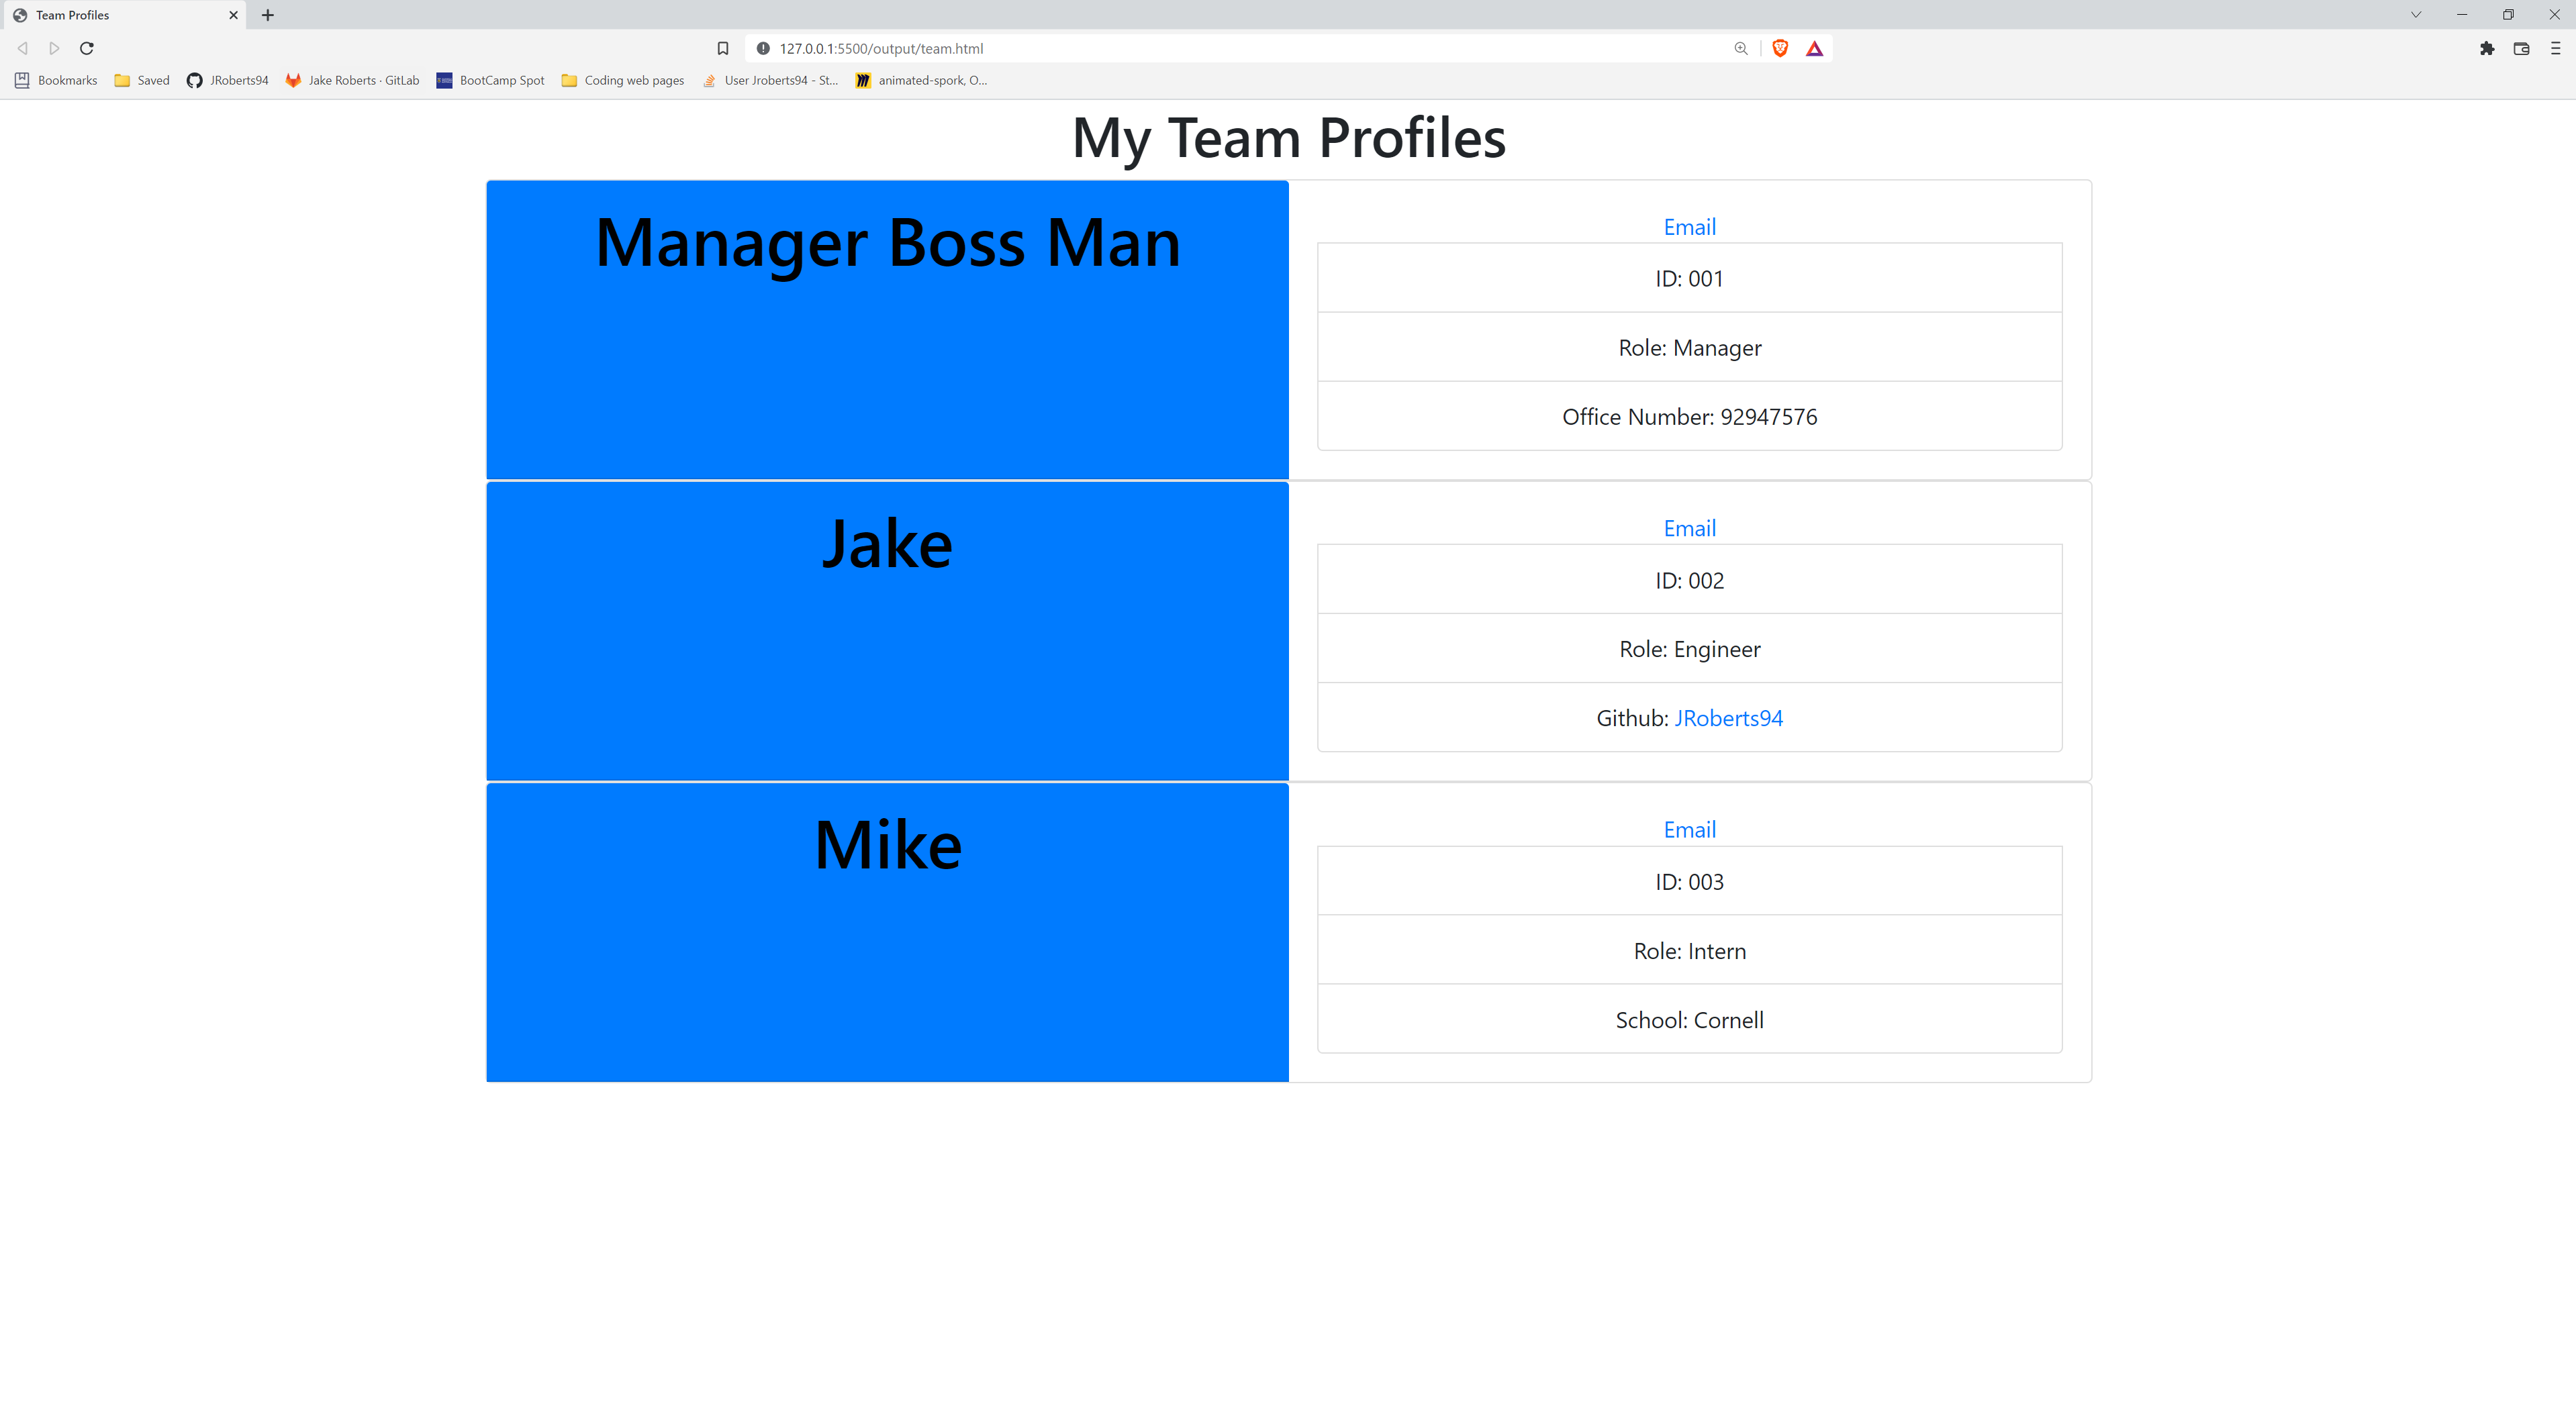 Team Profiles
127.0.0.1:5500/output/team.html
Bookmarks Saved JRoberts94 Jake Roberts · GitLab BootCamp Spot Coding web pages User Jroberts94 - St... animated-spork, O...
My Team Profiles
Manager Boss Man
Email
ID: 001
Role: Manager
Office Number: 92947576
Jake
Email
ID: 002
Role: Engineer
Github: JRoberts94
Mike
Email
ID: 003
Role: Intern
School: Cornell